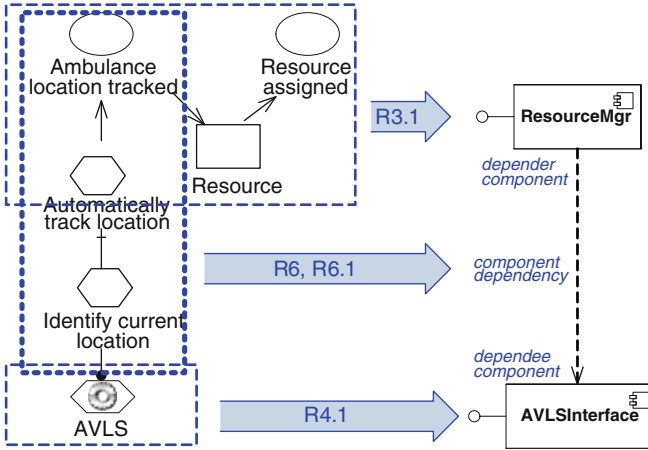 Ambulance
location tracked
Resource
assigned
R3.1
ResourceMgr
Resource
depender
component
Automatically
track location
R6, R6.1
component
dependency
Identify current
location
dependee
component
AVLS
R4.1
AVLSInterface